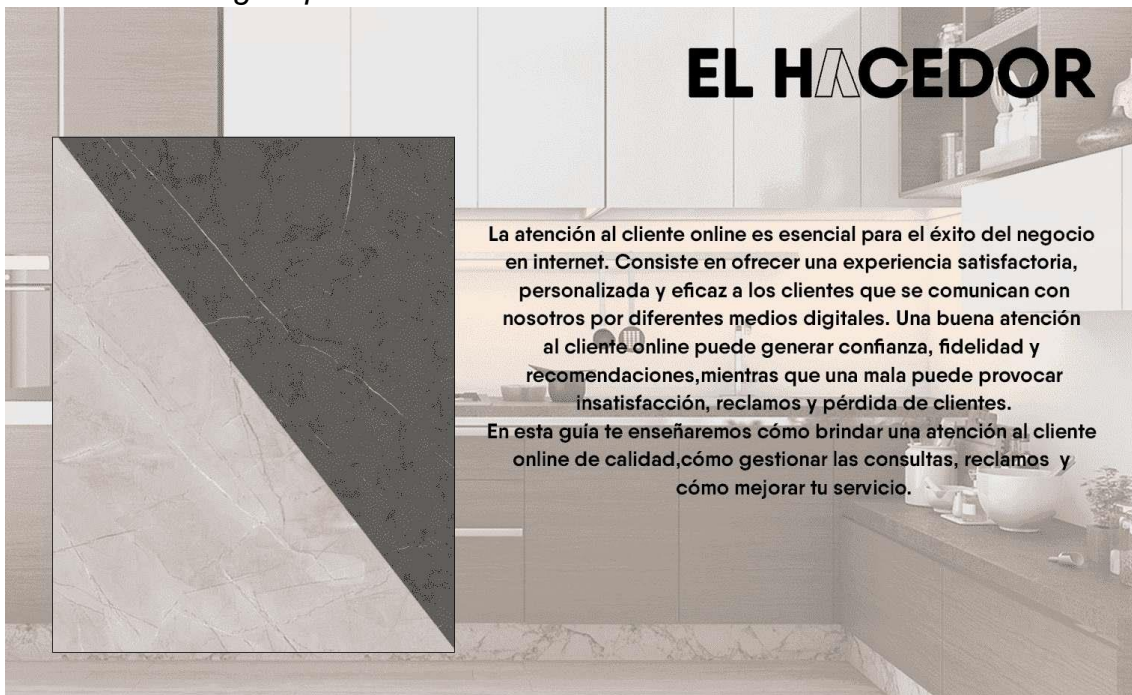 EL HACEDOR
La atención al cliente online es esencial para el éxito del negocio
en internet. Consiste en ofrecer una experiencia satisfactoria,
personalizada y eficaz a los clientes que se comunican con
nosotros por diferentes medios digitales. Una buena atención
al cliente online puede generar confianza, fidelidad y
recomendaciones,mientras que una mala puede provocar
insatisfacción, reclamos y pérdida de clientes.
En esta guía te enseñaremos cómo brindar una atención al cliente
online de calidad,cómo gestionar las consultas, reclamos y
cómo mejorar tu servicio.